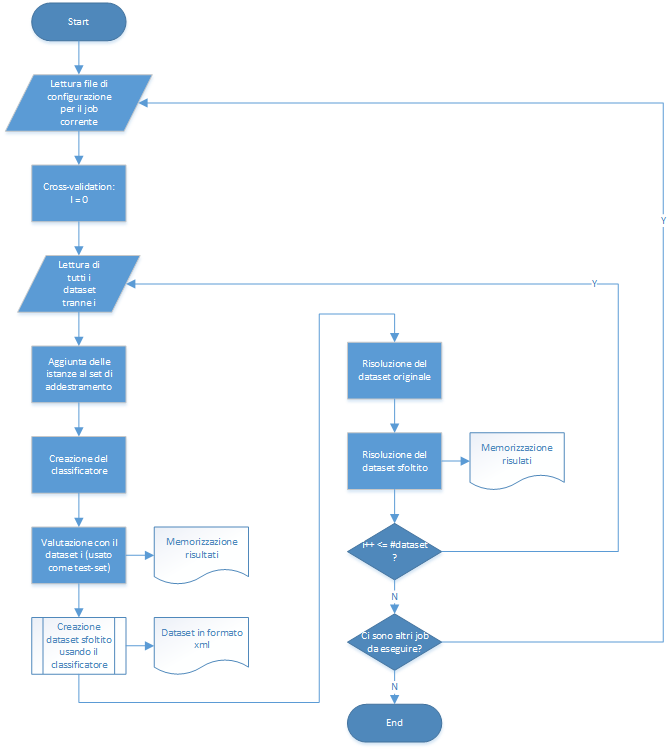 Start
Lettura file di
configurazione
per il job
corrente
Cross-validation:
I = 0
Lettura di
tutti i
dataset
tranne i
Aggiunta delle
istanze al set di
addestramento
Creazione del
classificatore
Valutazione con il
dataset i (usato
come test-set)
Memorizzazione
risultati
Creazione
dataset sfoltito
usando il
classificatore
Dataset in formato
xml
Risoluzione del
dataset originale
Risoluzione del
dataset sfoltito
Memorizzazione
risulati
i++ <= #dataset
?
Y
N
Ci sono altri job
da eseguire?
Y
N
End